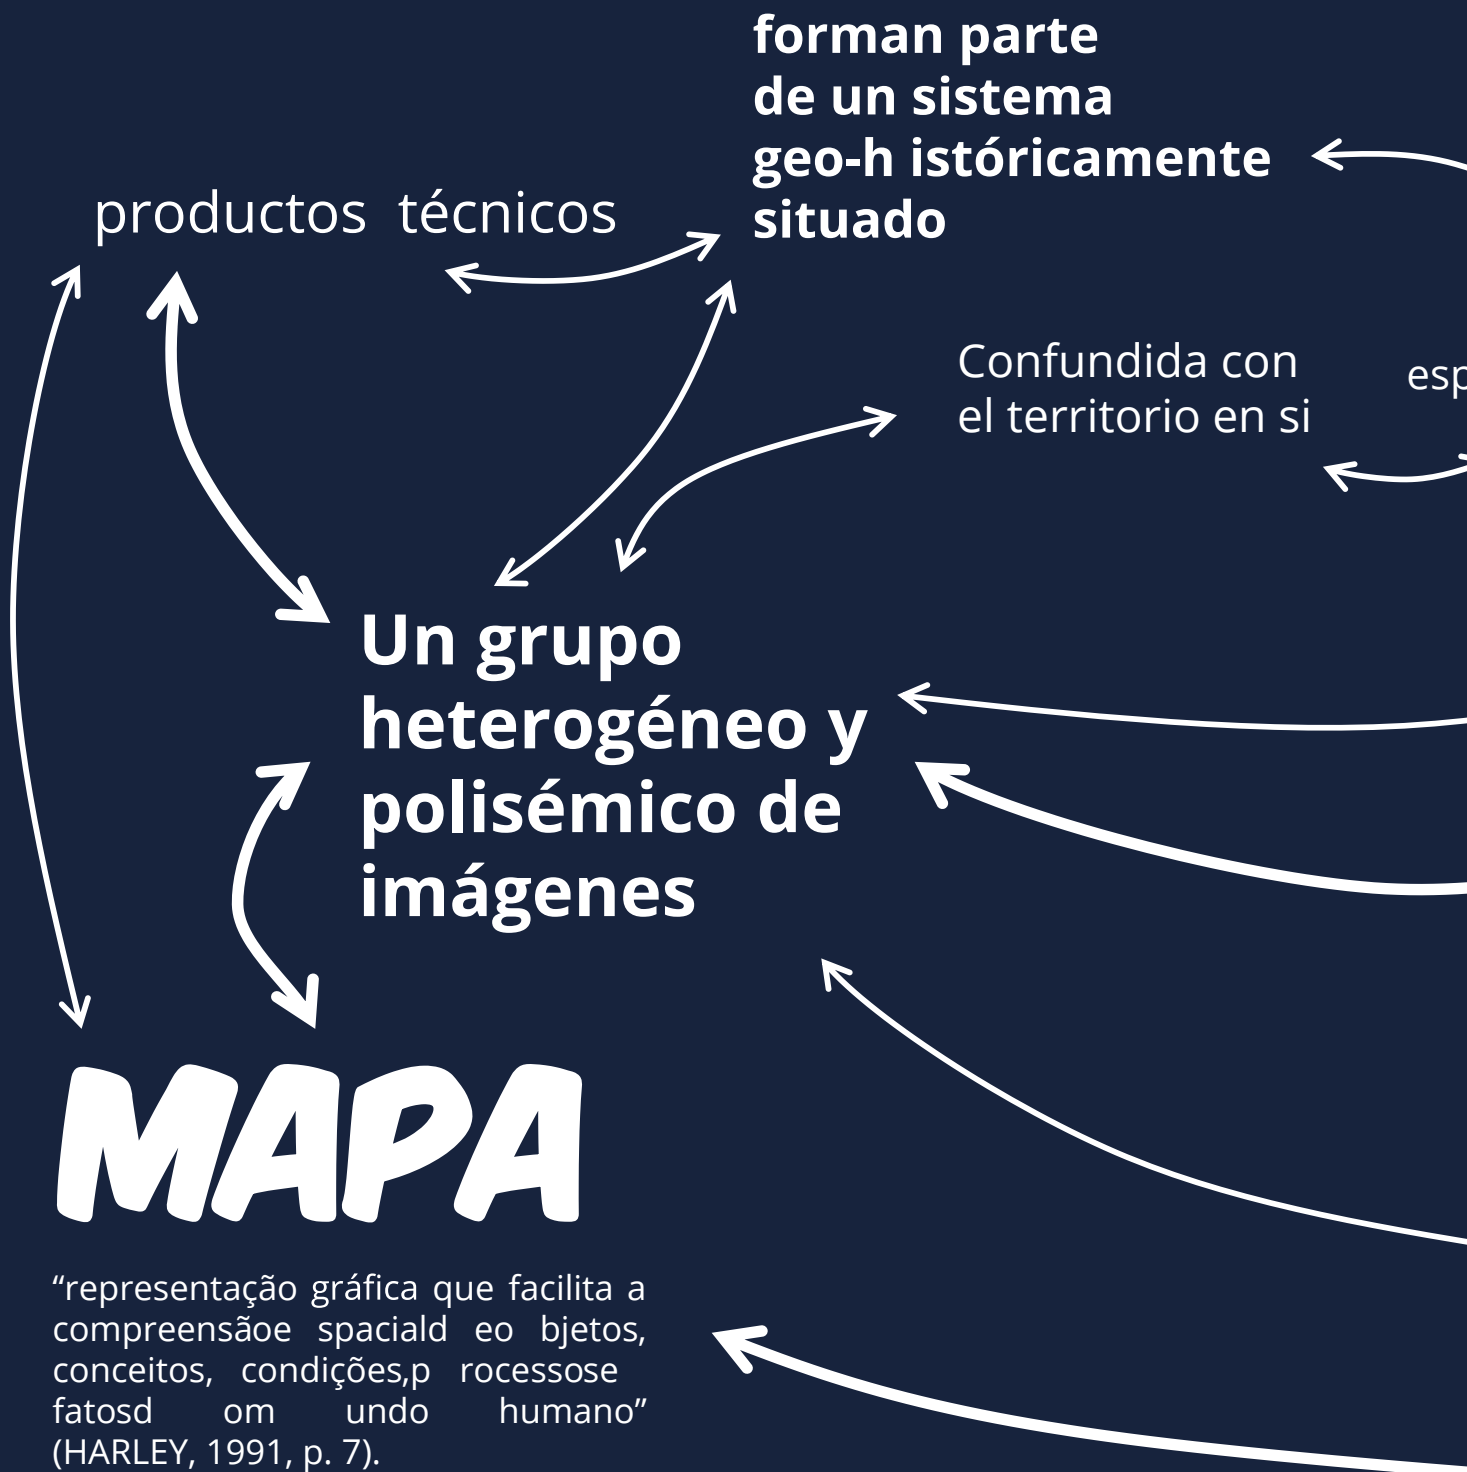 forman parte
de un sistema
geo-h istóricamente
situado
productos técnicos
Confundida con
el territorio en si
esp
Un grupo
heterogéneo y
polisémico de
imágenes
MAPA
“representação gráfica que facilita a
compreensãoe spaciald eo bjetos,
conceitos, condições,p rocessose
fatosd om undo humano”
(HARLEY, 1991, p. 7).